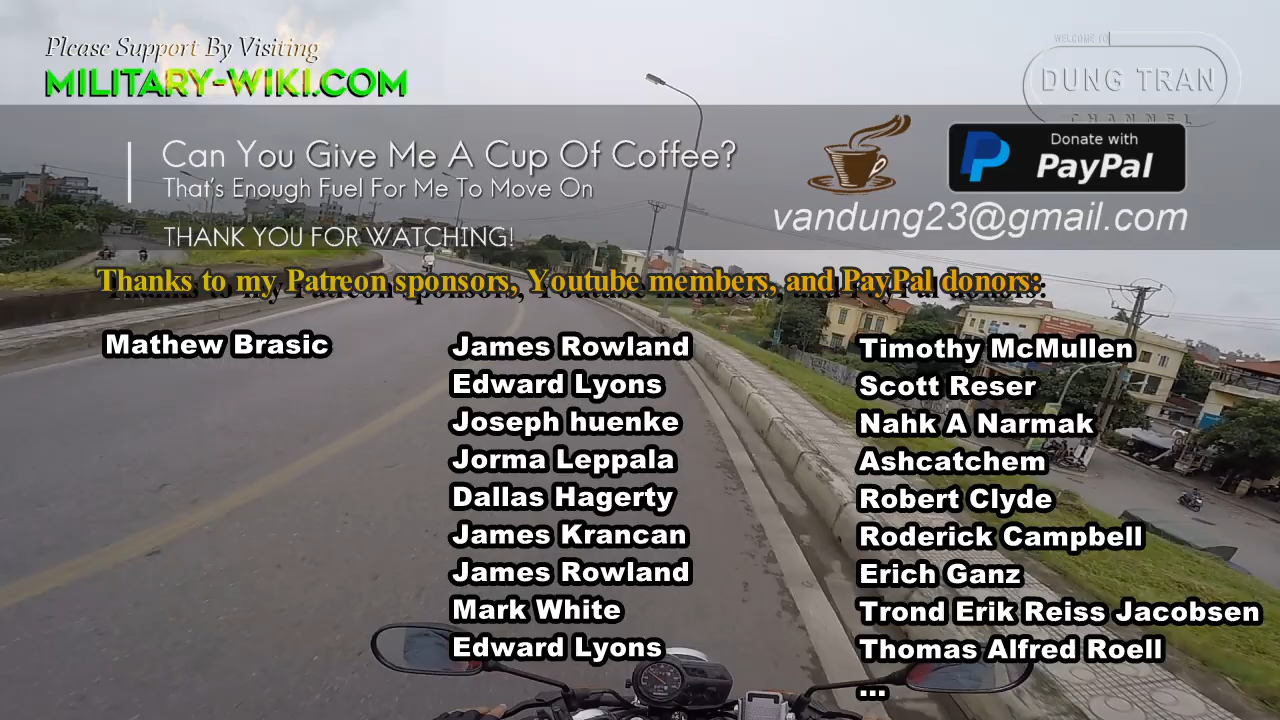 Please Support By Visiting
MILITARY-WIKI.COM
WELCOME TO
DUNG TRAN
CHANNEL
Can You Give Me A Cup Of Coffee?
That's Enough Fuel For Me To Move On
THANK YOU FOR WATCHING!
Donate with
PayPal
vandung23@gmail.com
Thanks to my Patreon sponsors, Youtube members, and PayPal donors:
Mathew Brasic
James Rowland
Edward Lyons
Joseph huenke
Jorma Leppala
Dallas Hagerty
James Krancan
James Rowland
Mark White
Edward Lyons
Timothy McMullen
Scott Reser
Nahk A Narmak
Ashcatchem
Robert Clyde
Roderick Campbell
Erich Ganz
Trond Erik Reiss Jacobsen
Thomas Alfred Roell
...